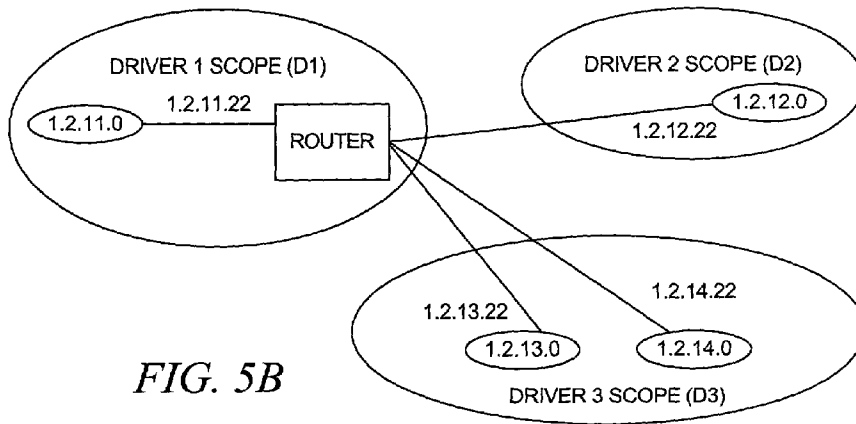 DRIVER 1 SCOPE (D1)
1.2.11.22
1.2.11.0
ROUTER
DRIVER 2 SCOPE (D2)
1.2.12.0
1.2.12.22
1.2.13.22
1.2.14.22
1.2.13.0
1.2.14.0
DRIVER 3 SCOPE (D3)
FIG. 5B